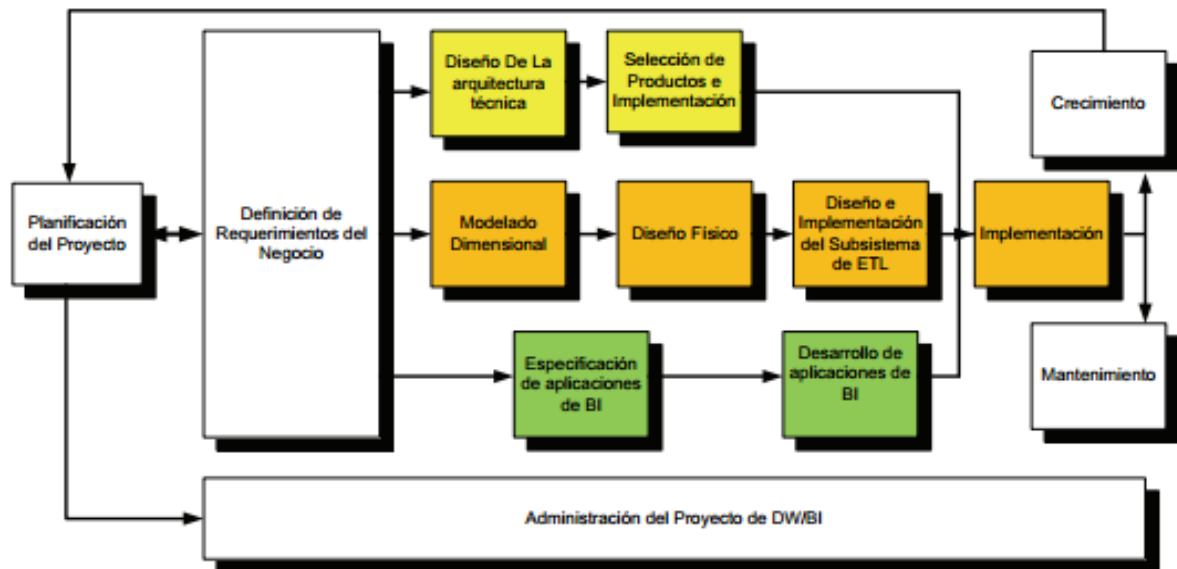 Diseño De La
arquitectura
técnica
Selección de
Productos e
Implementación
Crecimiento
Planificación
del Proyecto
Definición de
Requerimientos del
Negocio
Modelado
Dimensional
Diseño Físico
Diseño e
Implementación
del Subsistema
de ETL
Implementación
Especificación
de aplicaciones
de BI
Desarrollo de
aplicaciones de
BI
Mantenimiento
Administración del Proyecto de DW/BI